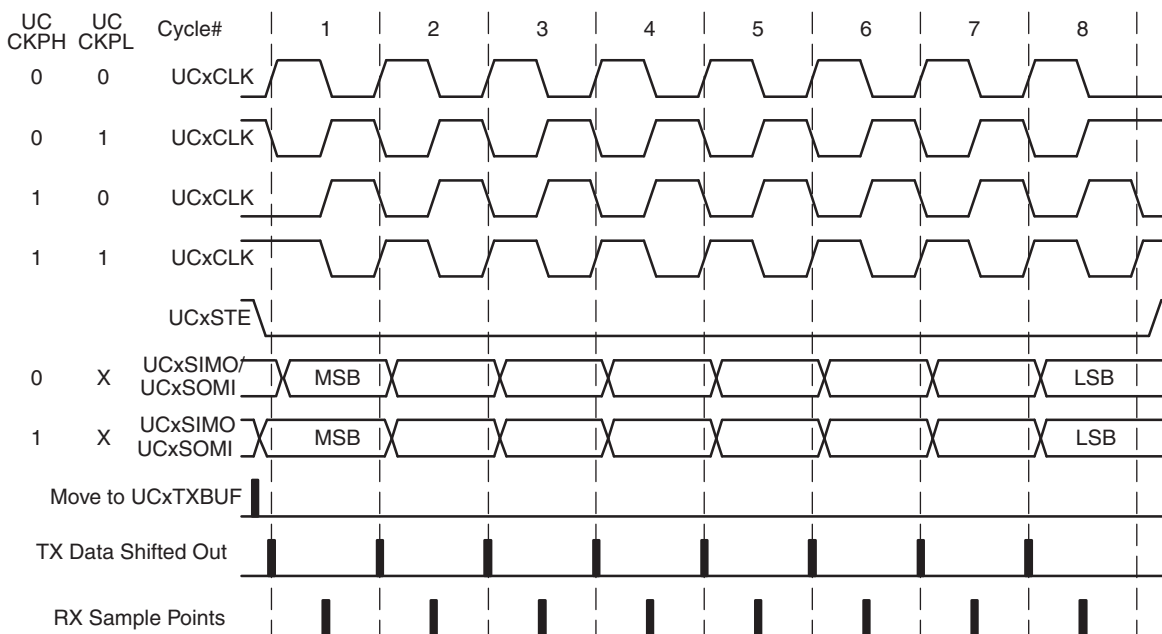 UC UC
CKPH CKPL Cycle# 1 2 3 4 5 6 7 8
0 0 UCxCLK
0 1 UCxCLK
1 0 UCxCLK
1 1 UCxCLK
UCxSTE
0 X UCxSIMO/
UCxSOMI MSB LSB
1 X UCxSIMO
UCxSOMI MSB LSB
Move to UCxTXBUF
TX Data Shifted Out
RX Sample Points